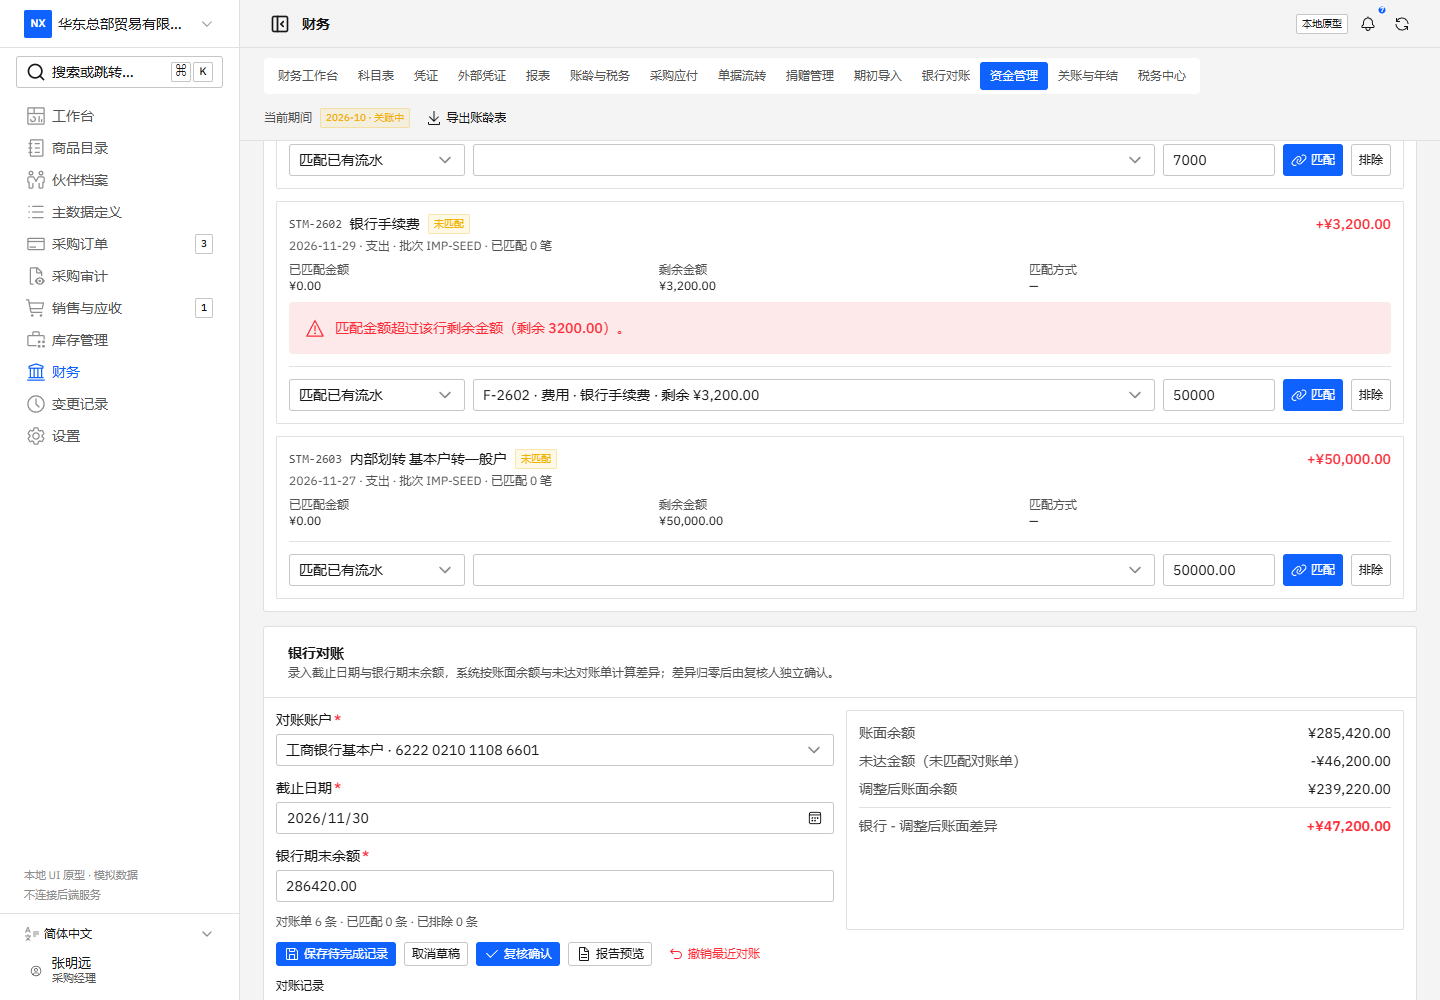 NX 华东总部贸易有限...
搜索或跳转... ⌘ K
工作台
商品目录
伙伴档案
主数据定义
采购订单 3
采购审计
销售与应收 1
库存管理
财务
变更记录
设置
本地 UI 原型 · 模拟数据
不连接后端服务
简体中文
张明远
采购经理
财务
本地原型
财务工作台 科目表 凭证 外部凭证 报表 账龄与税务 采购应付 单据流转 捐赠管理 期初导入 银行对账 资金管理 关账与年结 税务中心
当前期间 2026-10 · 关账中 导出账龄表
匹配已有流水 7000 匹配 排除
STM-2602 银行手续费 未匹配 +¥3,200.00
2026-11-29 · 支出 · 批次 IMP-SEED · 已匹配 0 笔
已匹配金额 剩余金额 匹配方式
¥0.00 ¥3,200.00 —
匹配金额超过该行剩余金额（剩余 3200.00）。
匹配已有流水 F-2602 · 费用 · 银行手续费 · 剩余 ¥3,200.00 50000 匹配 排除
STM-2603 内部划转 基本户转一般户 未匹配 +¥50,000.00
2026-11-27 · 支出 · 批次 IMP-SEED · 已匹配 0 笔
已匹配金额 剩余金额 匹配方式
¥0.00 ¥50,000.00 —
匹配已有流水 50000.00 匹配 排除
银行对账
录入截止日期与银行期末余额，系统按账面余额与未达对账单计算差异；差异归零后由复核人独立确认。
对账账户*
工商银行基本户 · 6222 0210 1108 6601
截止日期*
2026/11/30
银行期末余额*
286420.00
对账单 6 条 · 已匹配 0 条 · 已排除 0 条
保存待完成记录 取消草稿 复核确认 报告预览 撤销最近对账
对账记录
账面余额 ¥285,420.00
未达金额（未匹配对账单） -¥46,200.00
调整后账面余额 ¥239,220.00
银行 - 调整后账面差异 +¥47,200.00